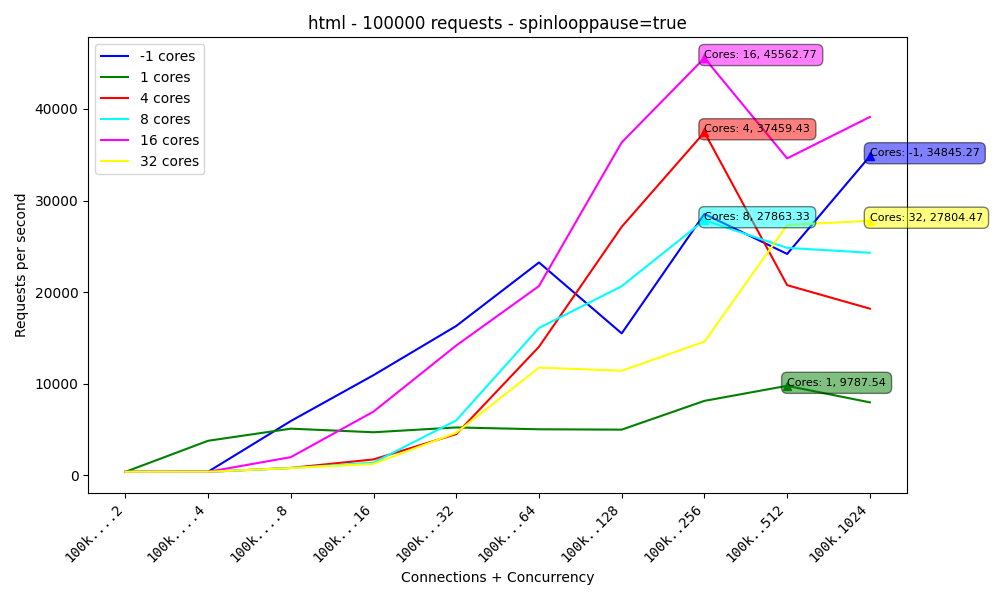 html - 100000 requests - spinlooppause=true
-1 cores
1 cores
4 cores
8 cores
16 cores
32 cores
Cores: 16, 45562.77
Cores: 4, 37459.43
Cores: -1, 34845.27
Cores: 8, 27863.33
Cores: 32, 27804.47
Cores: 1, 9787.54
Requests per second
40000
30000
20000
10000
0
100k....2
100k....4
100k....8
100k...16
100k...32
100k...64
100k..128
100k..256
100k..512
100k.1024
Connections + Concurrency